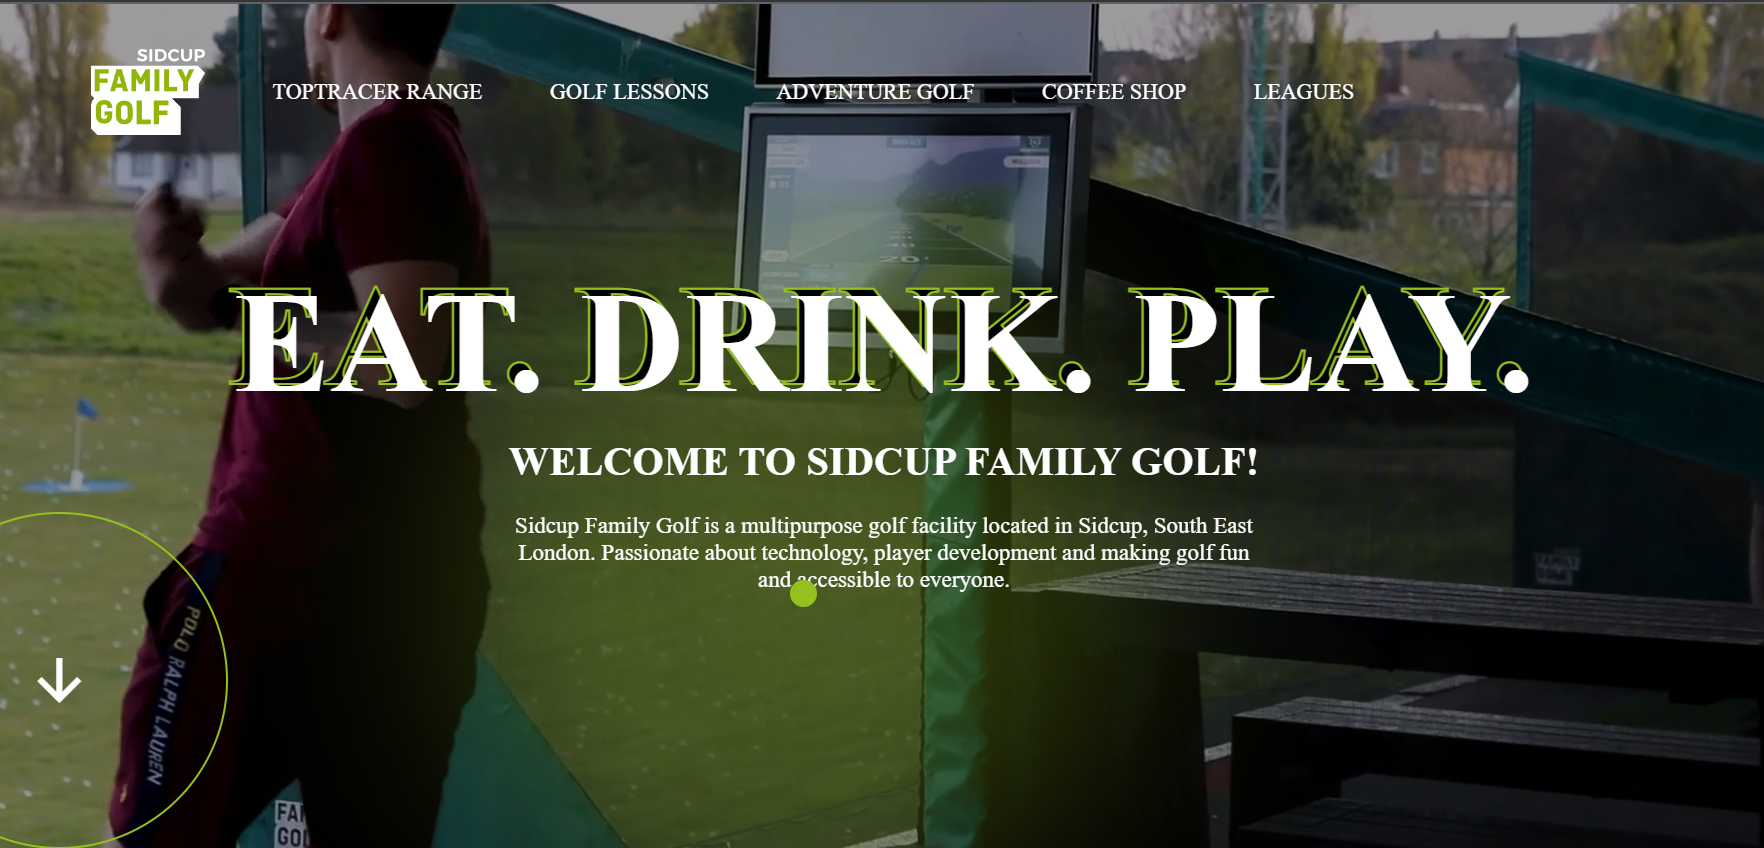 SIDCUP
FAMILY
GOLF
TOPTRACER RANGE
GOLF LESSONS
ADVENTURE GOLF
COFFEE SHOP
LEAGUES
20
EAT. DRINK. PLAY.
WELCOME TO SIDCUP FAMILY GOLF!
Sidcup Family Golf is a multipurpose golf facility located in Sidcup, South East
London. Passionate about technology, player development and making golf fun
and accessible to everyone.
POLO RALPH LAUREN